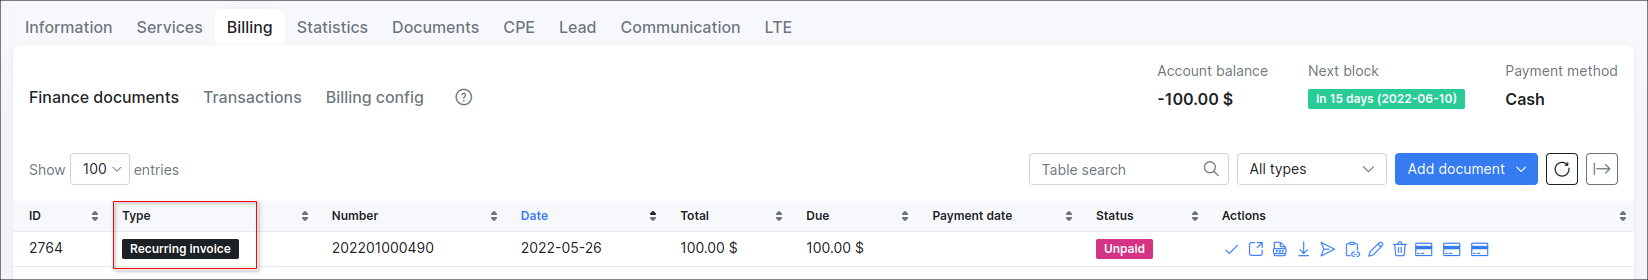 Information Services Billing Statistics Documents CPE Lead Communication LTE
Account balance Next block Payment method
Finance documents Transactions Billing config ?
-100.00 $ In 15 days (2022-06-10) Cash
Show 100 entries Table search All types Add document
ID Type Number Date Total Due Payment date Status Actions
2764 Recurring invoice 202201000490 2022-05-26 100.00 $ 100.00 $ Unpaid